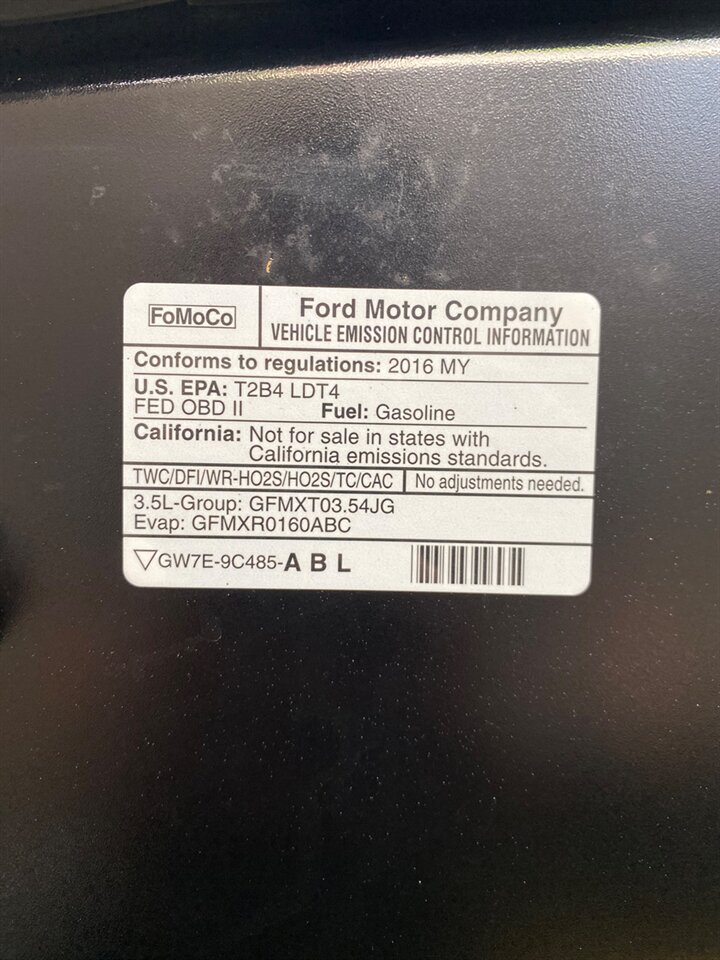 FoMoCo
Ford Motor Company
VEHICLE EMISSION CONTROL INFORMATION
Conforms to regulations: 2016 MY
U.S. EPA: T2B4 LDT4
FED OBD II Fuel: Gasoline
California: Not for sale in states with
California emissions standards.
TWC/DFI/WR-HO2S/HO2S/TC/CAC No adjustments needed.
3.5L-Group: GFMXT03.54JG
Evap: GFMXR0160ABC
▽GW7E-9C485-A B L